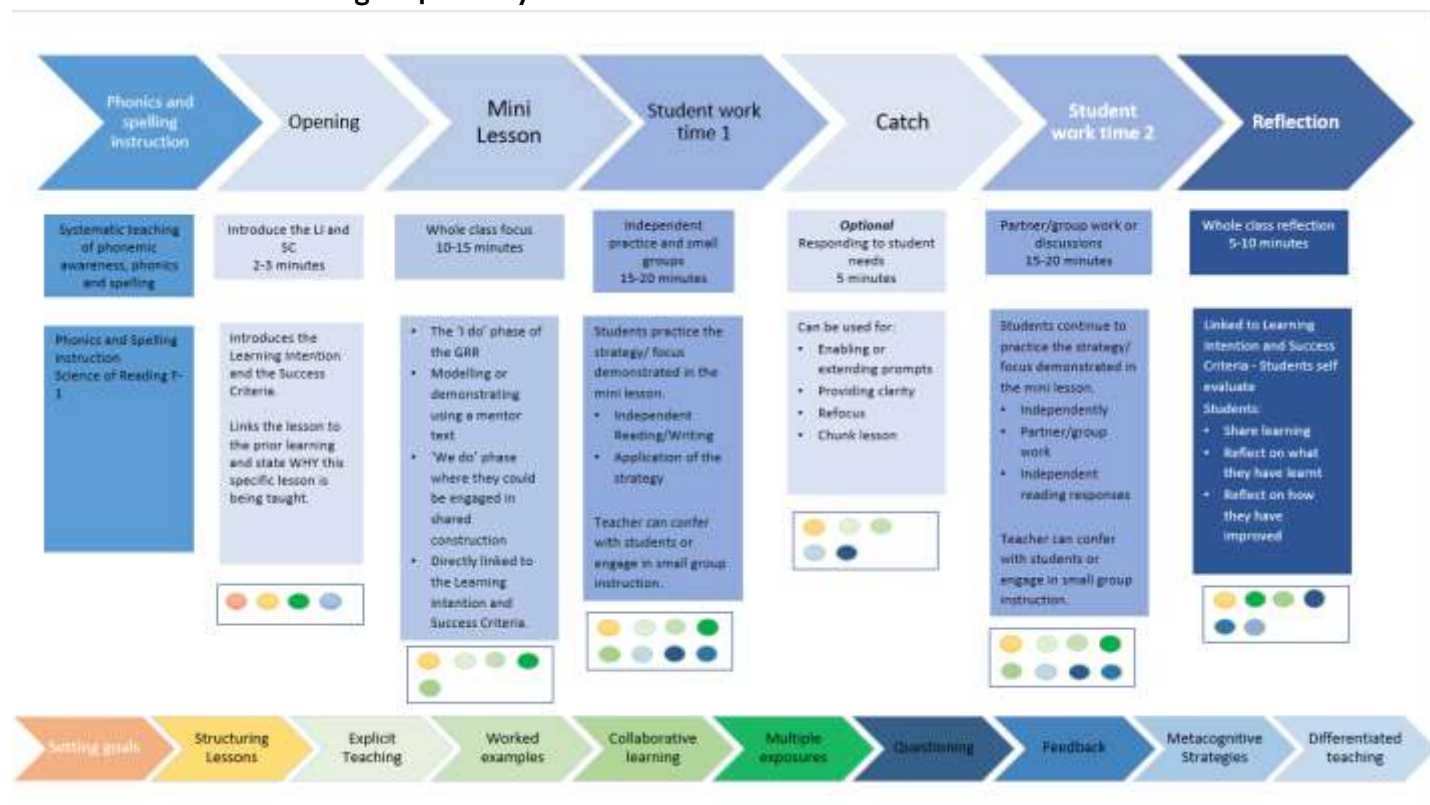 Phonics and
spelling
instruction
Opening
Mini
Lesson
Student work
time 1
Catch
Student
work time 2
Reflection
Systematic teaching
of phonemic
awareness, phonics
and spelling
Introduce the LI and
SC
2-3 minutes
Whole class focus
10-15 minutes
Independent
practice and small
groups
15-20 minutes
Optional
Responding to student
needs
5 minutes
Partner/group work or
discussions
15-20 minutes
Whole class reflection
5-10 minutes
Phonics and Spelling
instruction
Science of Reading F-
1
Introduces the
Learning Intention
and the Success
Criteria.
Links the lesson to
the prior learning
and state WHY this
specific lesson is
being taught.
• The 'I do' phase of
the GRR
• Modelling or
demonstrating
using a mentor
text
• 'We do' phase
where they could
be engaged in
shared
construction
• Directly linked to
the Learning
Intention and
Success Criteria.
Students practice the
strategy/ focus
demonstrated in the
mini lesson.
• Independent
Reading/Writing
• Application of the
strategy
Teacher can confer
with students or
engage in small group
instruction.
Can be used for:
• Enabling or
extending prompts
• Providing clarity
• Refocus
• Chunk lesson
Students continue to
practice the strategy/
focus demonstrated in
the mini lesson.
• Independently
• Partner/group
work
• Independent
reading responses
Teacher can confer
with students or
engage in small group
instruction.
Linked to Learning
Intention and Success
Criteria - Students self
evaluate
Students:
• Share learning
• Reflect on what
they have learnt
• Reflect on how
they have
improved
Setting goals
Structuring
Lessons
Explicit
Teaching
Worked
examples
Collaborative
learning
Multiple
exposures
Questioning
Feedback
Metacognitive
Strategies
Differentiated
teaching